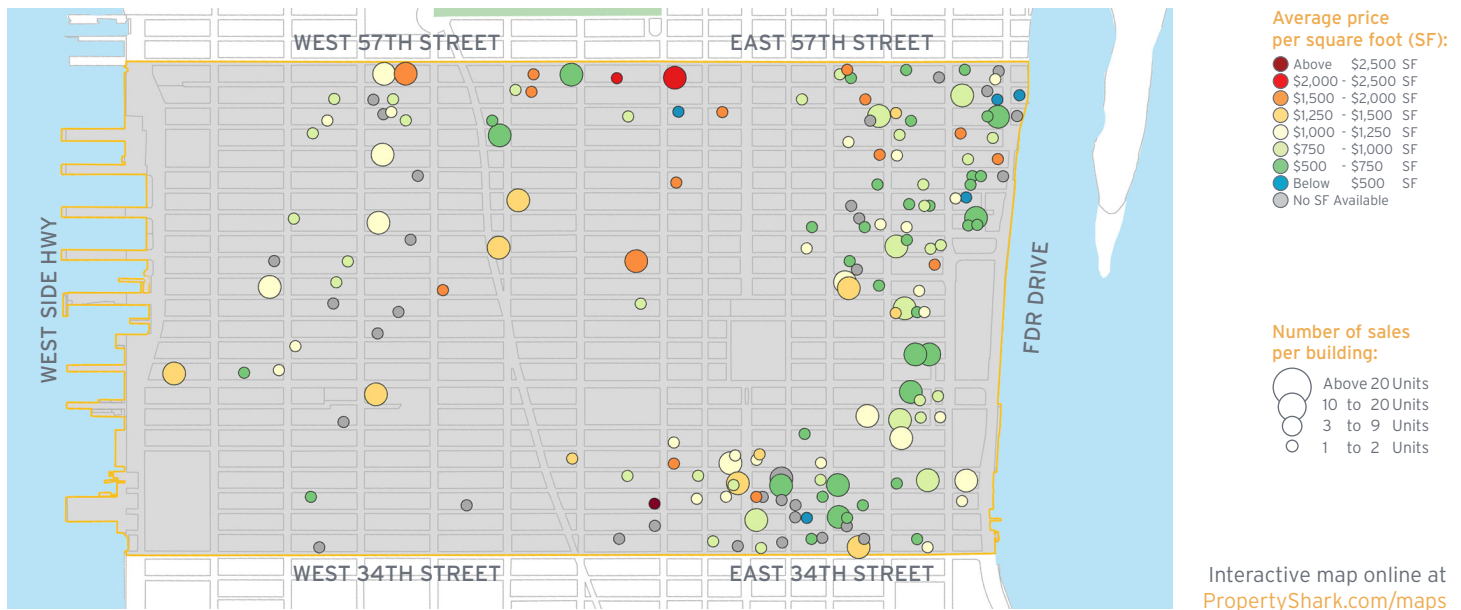 WEST 57TH STREET
EAST 57TH STREET
WEST SIDE HWY
FDR DRIVE
WEST 34TH STREET
EAST 34TH STREET
Average price
per square foot (SF):
Above $2,500 SF
$2,000 - $2,500 SF
$1,500 - $2,000 SF
$1,250 - $1,500 SF
$1,000 - $1,250 SF
$750 - $1,000 SF
$500 - $750 SF
Below $500 SF
No SF Available
Number of sales
per building:
Above 20 Units
10 to 20 Units
3 to 9 Units
1 to 2 Units
Interactive map online at
PropertyShark.com/maps